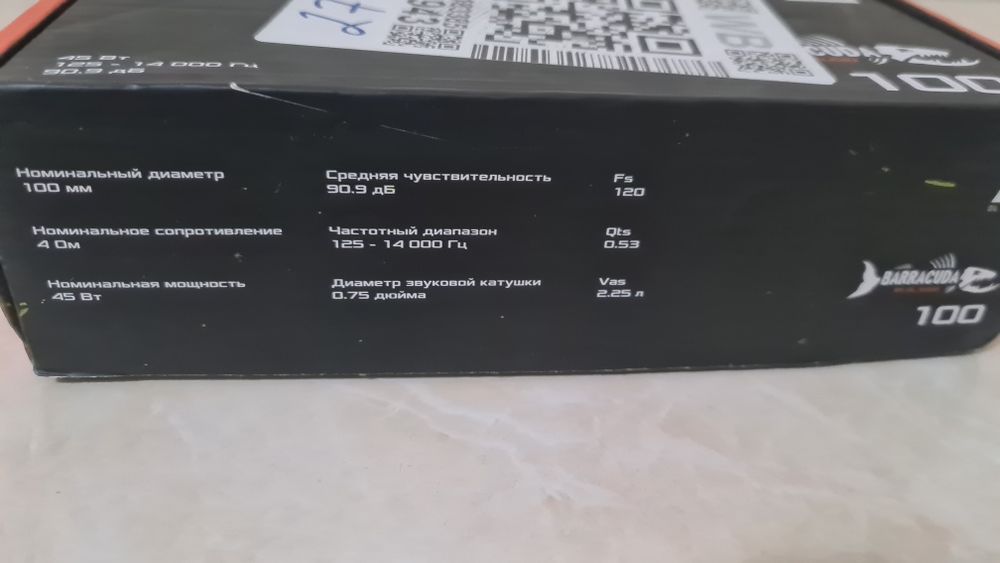 27
WB
45 Вт
125 - 14 000 Гц
90.9 дБ
100
Номинальный диаметр
100 мм
Номинальное сопротивление
4 Ом
Номинальная мощность
45 Вт
Средняя чувствительность
90.9 дБ
Частотный диапазон
125 - 14 000 Гц
Диаметр звуковой катушки
0.75 дюйма
Fs
120
Qts
0.53
Vas
2.25 л
BARRACUDA
100